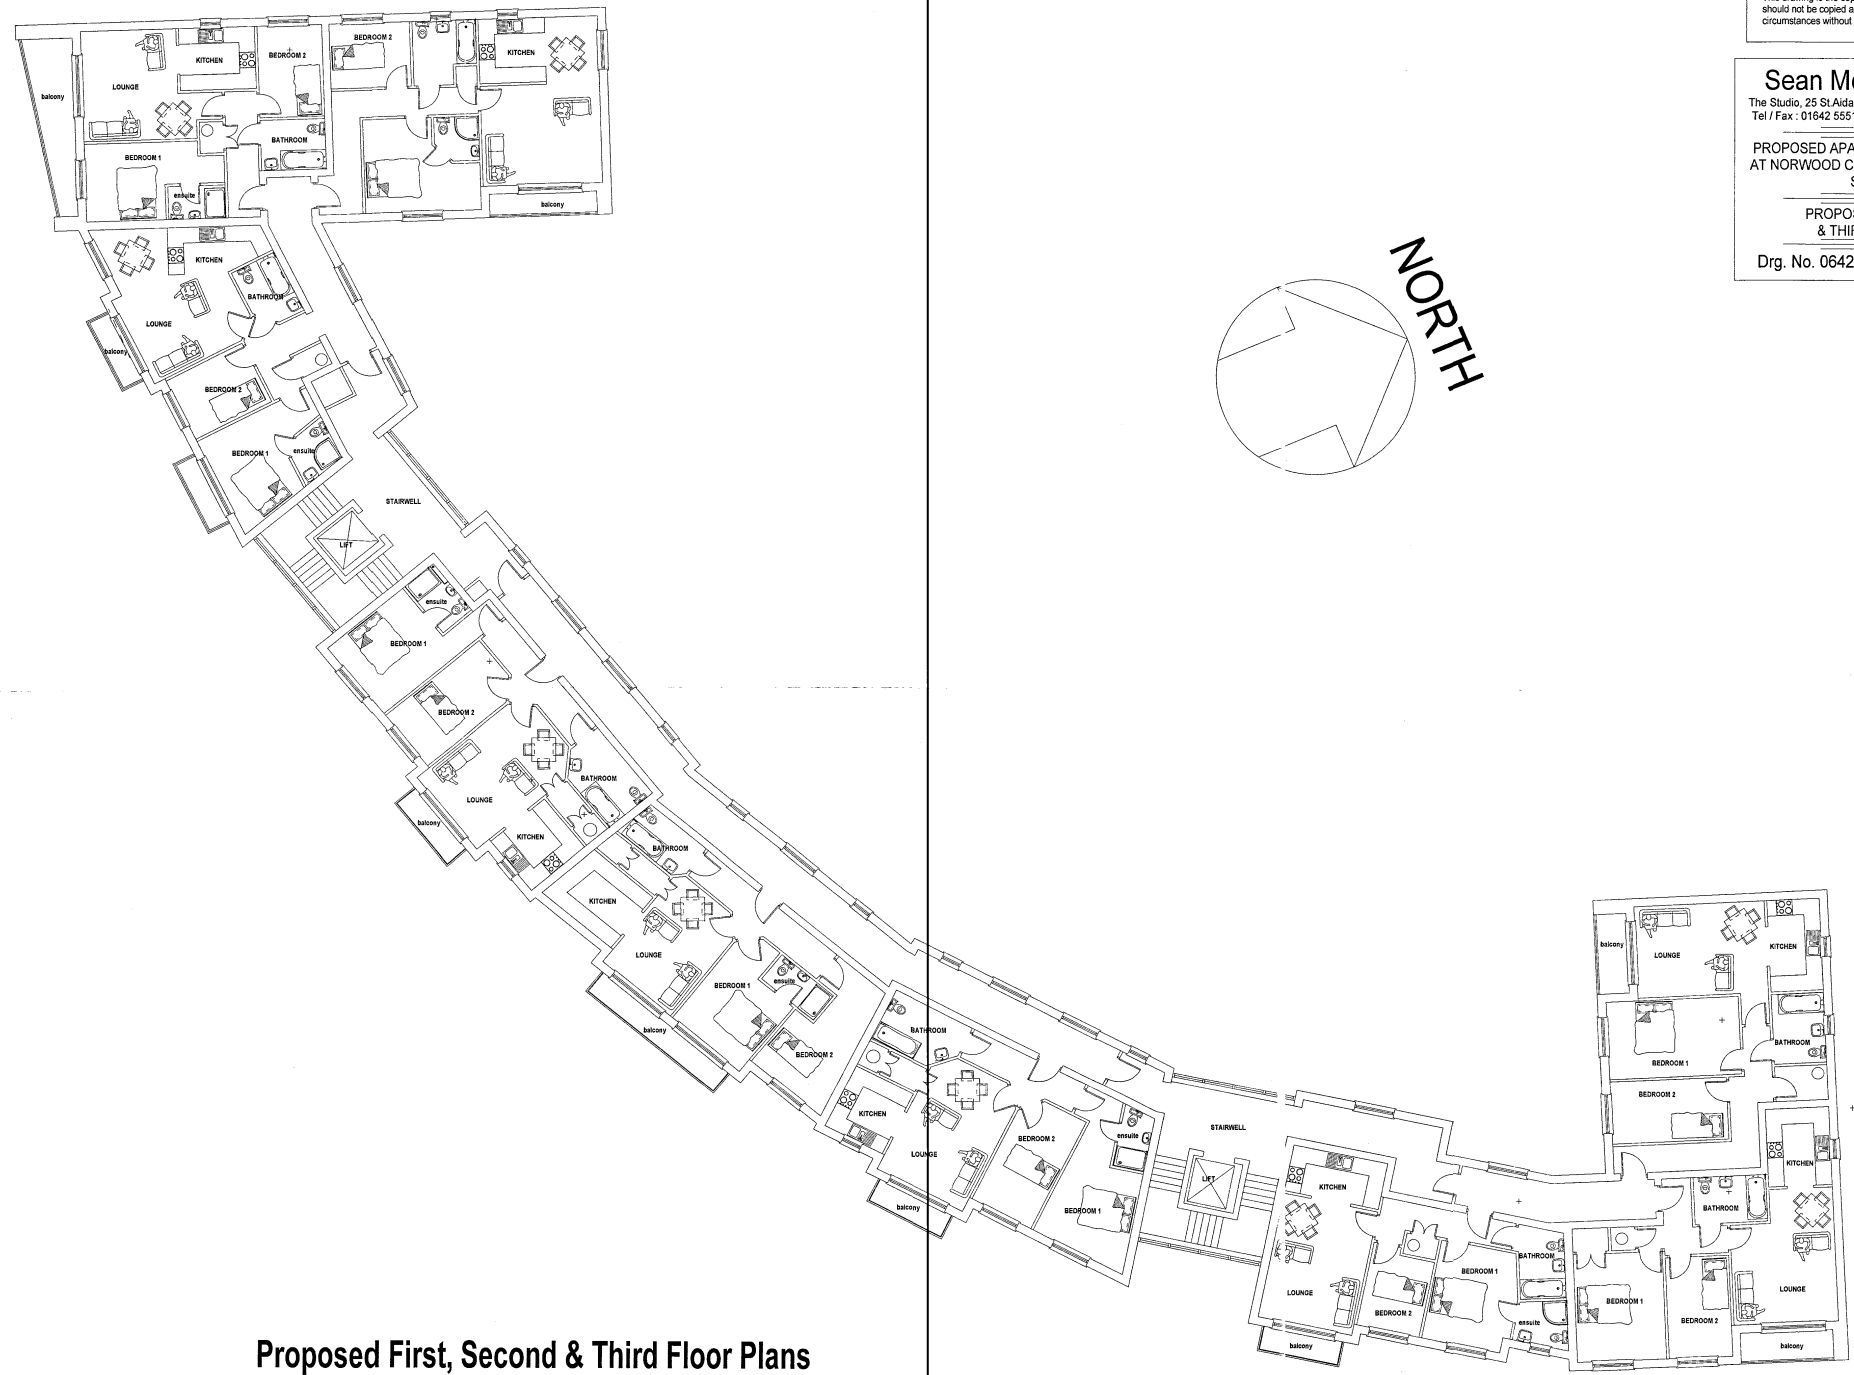 should not be copied a
circumstances without
Sean M
The Studio, 25 St.Aida
Tel / Fax : 01642 555
PROPOSED APA
AT NORWOOD C
S
PROPOS
& THIR
Drg. No. 0642
NORTH
balcony
LOUNGE
KITCHEN
BEDROOM 2
BATHROOM
BEDROOM 1
ensuite
BEDROOM 2
KITCHEN
balcony
KITCHEN
BATHROOM
LOUNGE
balcony
BEDROOM 2
BEDROOM 1
ensuite
STAIRWELL
LIFT
ensuite
BEDROOM 1
BEDROOM 2
BATHROOM
LOUNGE
balcony
KITCHEN
BATHROOM
KITCHEN
LOUNGE
BEDROOM 1
ensuite
balcony
BEDROOM 2
BATHROOM
KITCHEN
LOUNGE
balcony
BEDROOM 2
ensuite
BEDROOM 1
STAIRWELL
LIFT
KITCHEN
LOUNGE
balcony
BEDROOM 2
BEDROOM 1
BATHROOM
ensuite
balcony
LOUNGE
KITCHEN
BATHROOM
BEDROOM 1
BEDROOM 2
KITCHEN
BATHROOM
LOUNGE
BEDROOM 1
BEDROOM 2
balcony
Proposed First, Second & Third Floor Plans